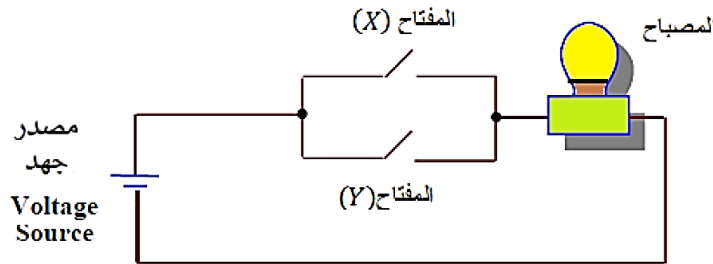 المفتاح (X)
لمصباح
مصدر
جهد
Voltage
Source
المفتاح(Y)